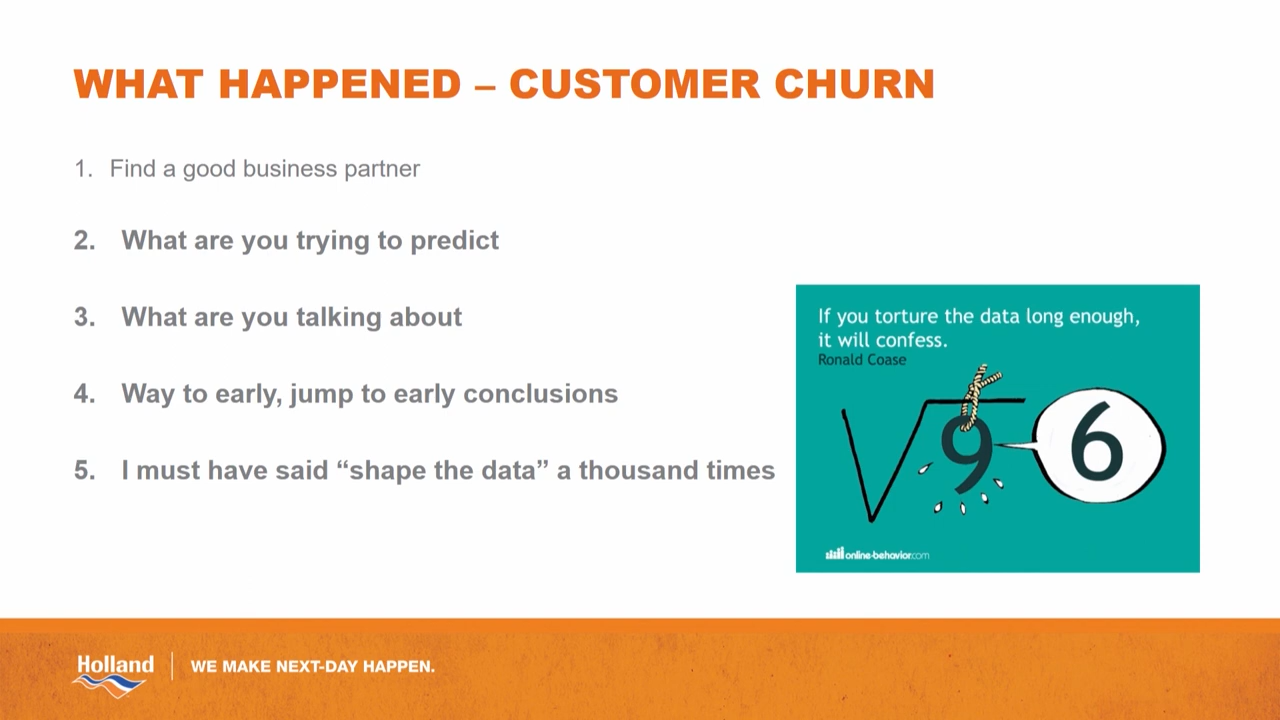 WHAT HAPPENED – CUSTOMER CHURN
1. Find a good business partner
2. What are you trying to predict
3. What are you talking about
4. Way to early, jump to early conclusions
5. I must have said “shape the data” a thousand times
If you torture the data long enough,
it will confess.
Ronald Coase
√9
6
online-behavior.com
Holland
WE MAKE NEXT-DAY HAPPEN.